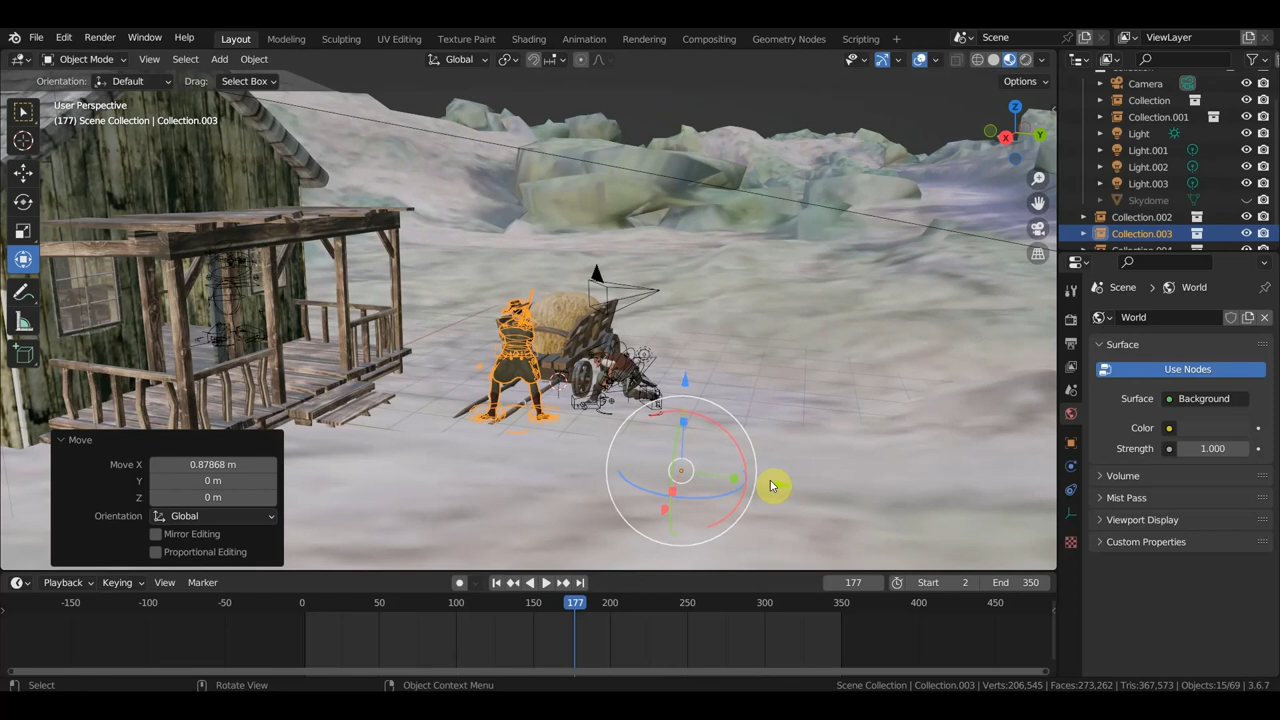 File Edit Render Window Help Layout Modeling Sculpting UV Editing Texture Paint Shading Animation Rendering Compositing Geometry Nodes Scripting + Scene ViewLayer
Object Mode View Select Add Object Global
Orientation: Default Drag: Select Box Options
User Perspective
(177) Scene Collection | Collection.003
Z
X
Y
Camera
Collection
Collection.001
Light
Light.001
Light.002
Light.003
Skydome
Collection.002
Collection.003
Scene > World
World
Surface
Use Nodes
Surface Background
Color
Strength 1.000
Volume
Mist Pass
Viewport Display
Custom Properties
Move
Move X 0.87868 m
Y 0 m
Z 0 m
Orientation Global
Mirror Editing
Proportional Editing
Playback Keying View Marker 177 Start 2 End 350
-150 -100 -50 0 50 100 150 177 200 250 300 350 400 450
Select Rotate View Object Context Menu Scene Collection | Collection.003 | Verts:206,545 | Faces:273,262 | Tris:367,573 | Objects:15/69 | 3.6.7